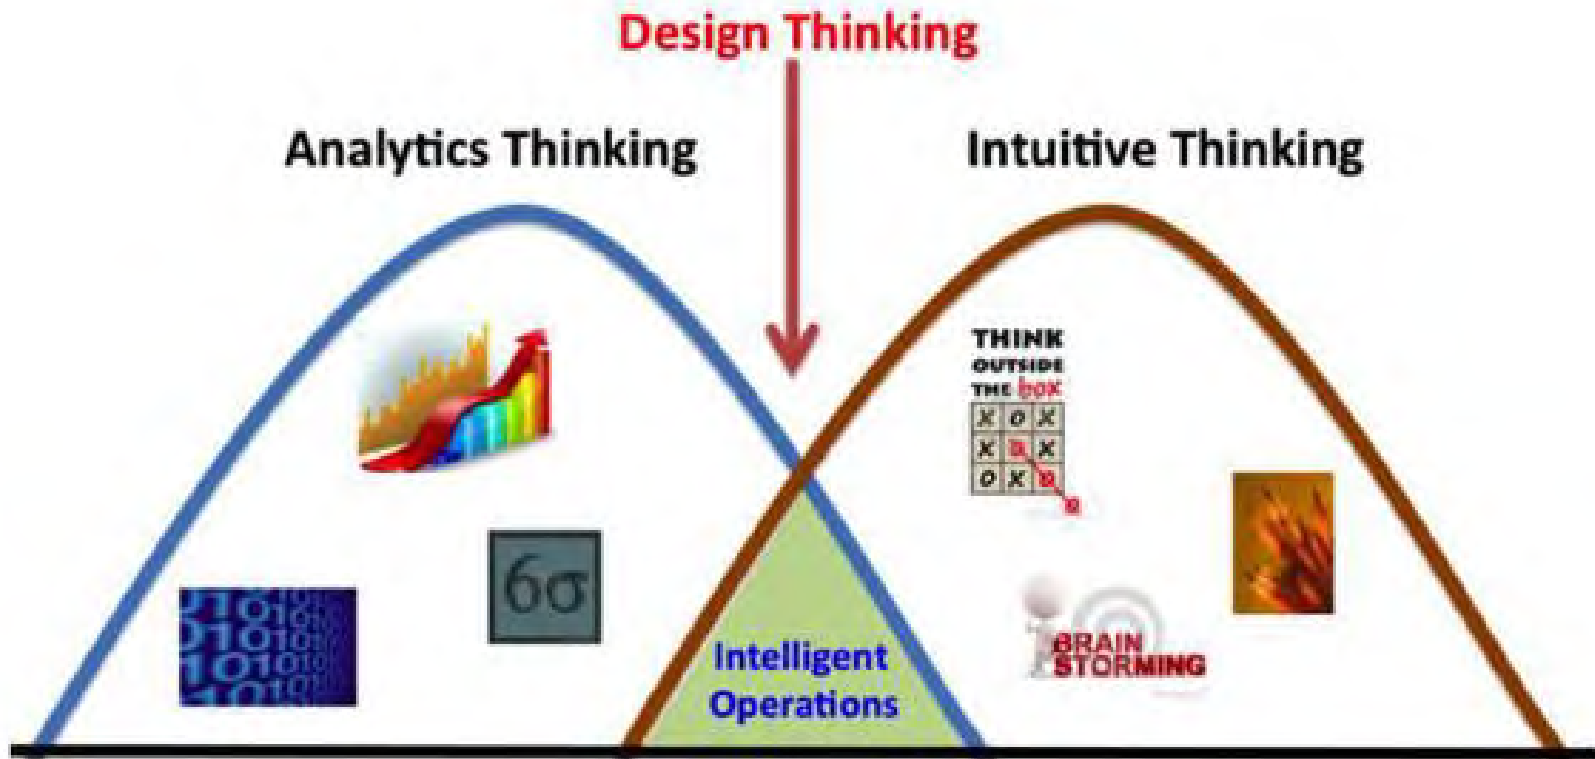 Design Thinking
Analytics Thinking
Intuitive Thinking
THINK
OUTSIDE
THE box
X O X
X O X
O X O
O
6σ
BRAIN
STORMING
Intelligent
Operations